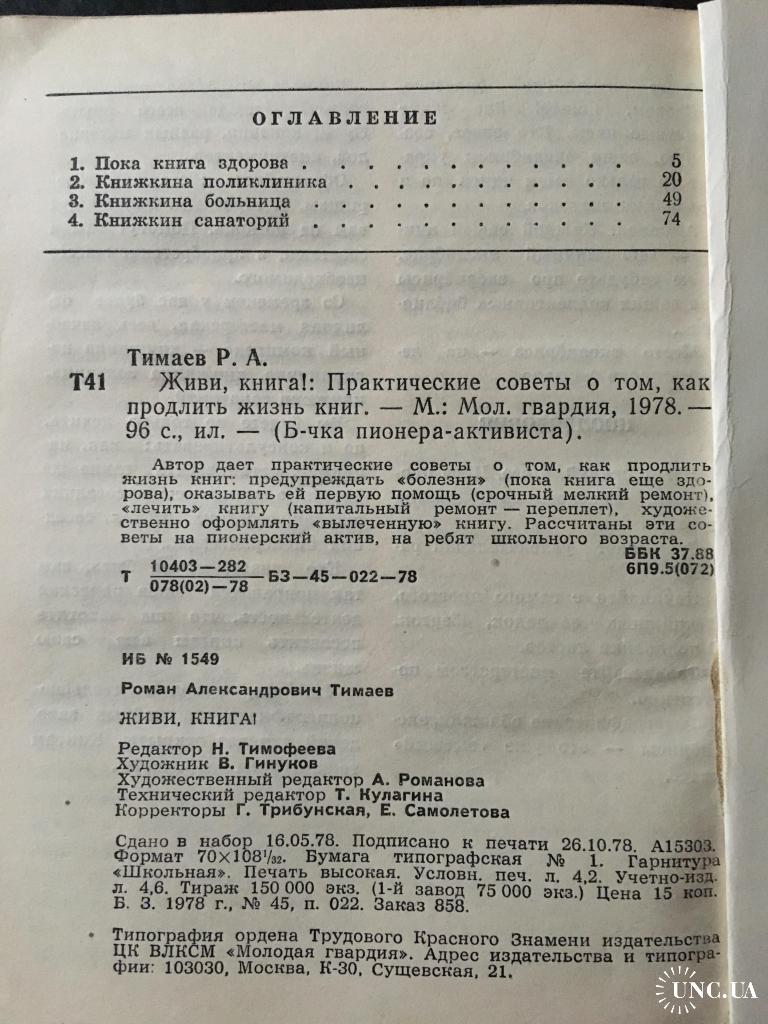 ОГЛАВЛЕНИЕ
1. Пока книга здорова . . . . . . . . . . . . 5
2. Книжкина поликлиника . . . . . . . . . . . 20
3. Книжкина больница . . . . . . . . . . . . 49
4. Книжкин санаторий . . . . . . . . . . . . 74
Тимаев Р. А.
Т41 Живи, книга!: Практические советы о том, как
продлить жизнь книг. — М.: Мол. гвардия, 1978. —
96 с., ил. — (Б-чка пионера-активиста).
Автор дает практические советы о том, как продлить
жизнь книг: предупреждать «болезни» (пока книга еще здо-
рова), оказывать ей первую помощь (срочный мелкий ремонт),
«лечить» книгу (капитальный ремонт — переплет), художе-
ственно оформлять «вылеченную» книгу. Рассчитаны эти со-
веты на пионерский актив, на ребят школьного возраста.
ББК 37.88
6П9.5(072)
Т 10403—282
078(02)—78 БЗ—45—022—78
ИБ № 1549
Роман Александрович Тимаев
ЖИВИ, КНИГА!
Редактор Н. Тимофеева
Художник В. Гинуков
Художественный редактор А. Романова
Технический редактор Т. Кулагина
Корректоры Г. Трибунская, Е. Самолетова
Сдано в набор 16.05.78. Подписано к печати 26.10.78. А15303.
Формат 70×108¹/₃₂. Бумага типографская № 1. Гарнитура
«Школьная». Печать высокая. Условн. печ. л. 4,2. Учетно-изд.
л. 4,6. Тираж 150 000 экз. (1-й завод 75 000 экз.) Цена 15 коп.
Б. З. 1978 г., № 45, п. 022. Заказ 858.
Типография ордена Трудового Красного Знамени издательства
ЦК ВЛКСМ «Молодая гвардия». Адрес издательства и типогра-
фии: 103030, Москва, К-30, Сущевская, 21.
UNC.UA